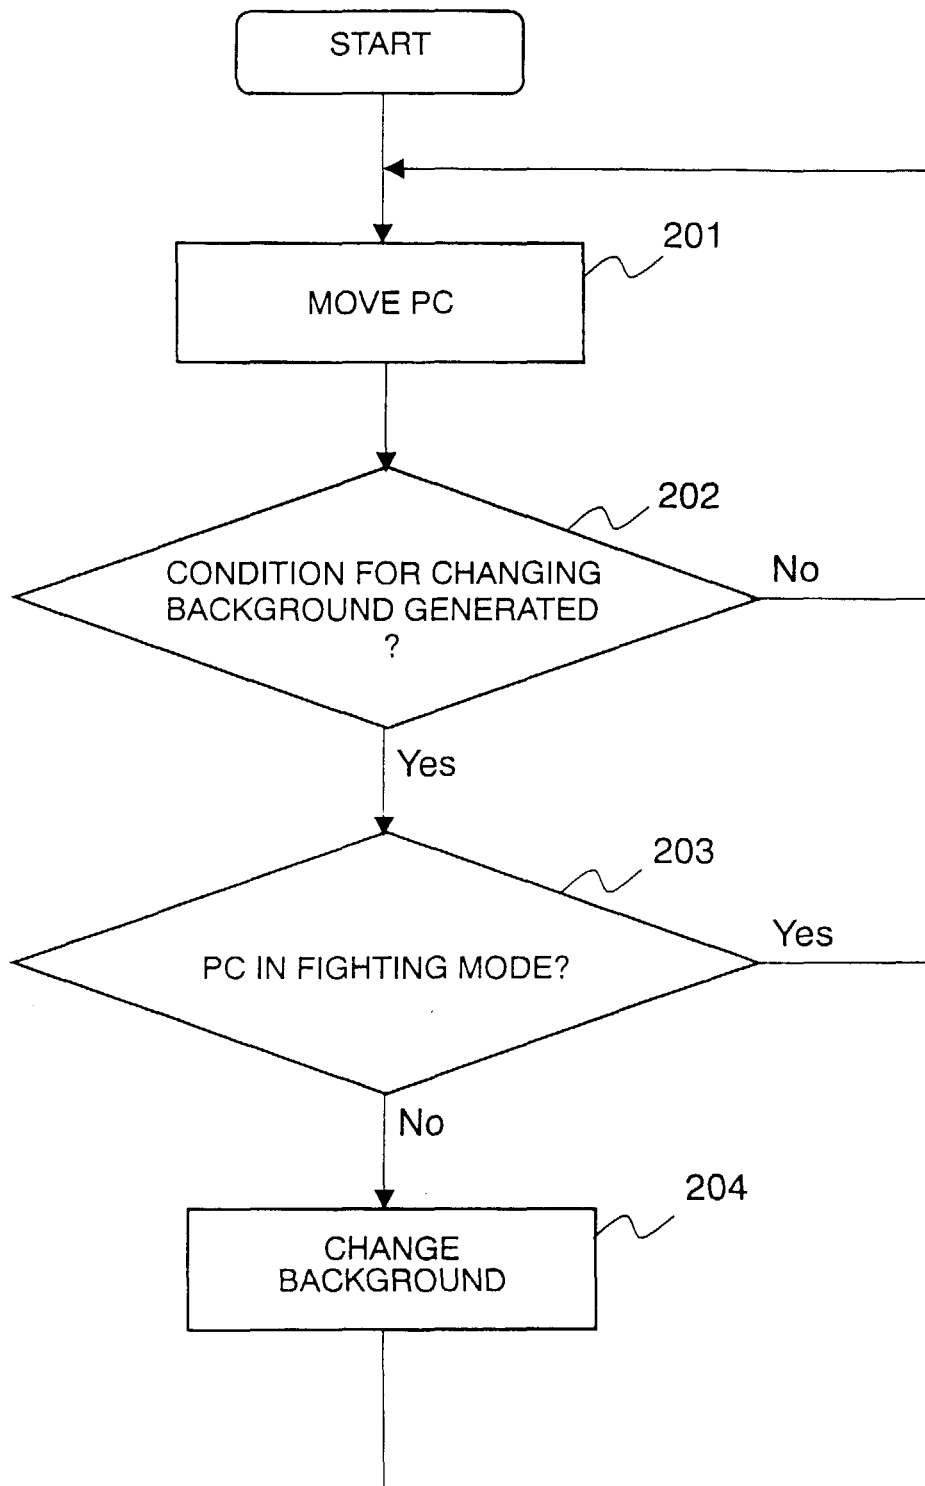 START
201
MOVE PC
202
CONDITION FOR CHANGING
BACKGROUND GENERATED
?
No
Yes
203
PC IN FIGHTING MODE?
Yes
No
204
CHANGE
BACKGROUND